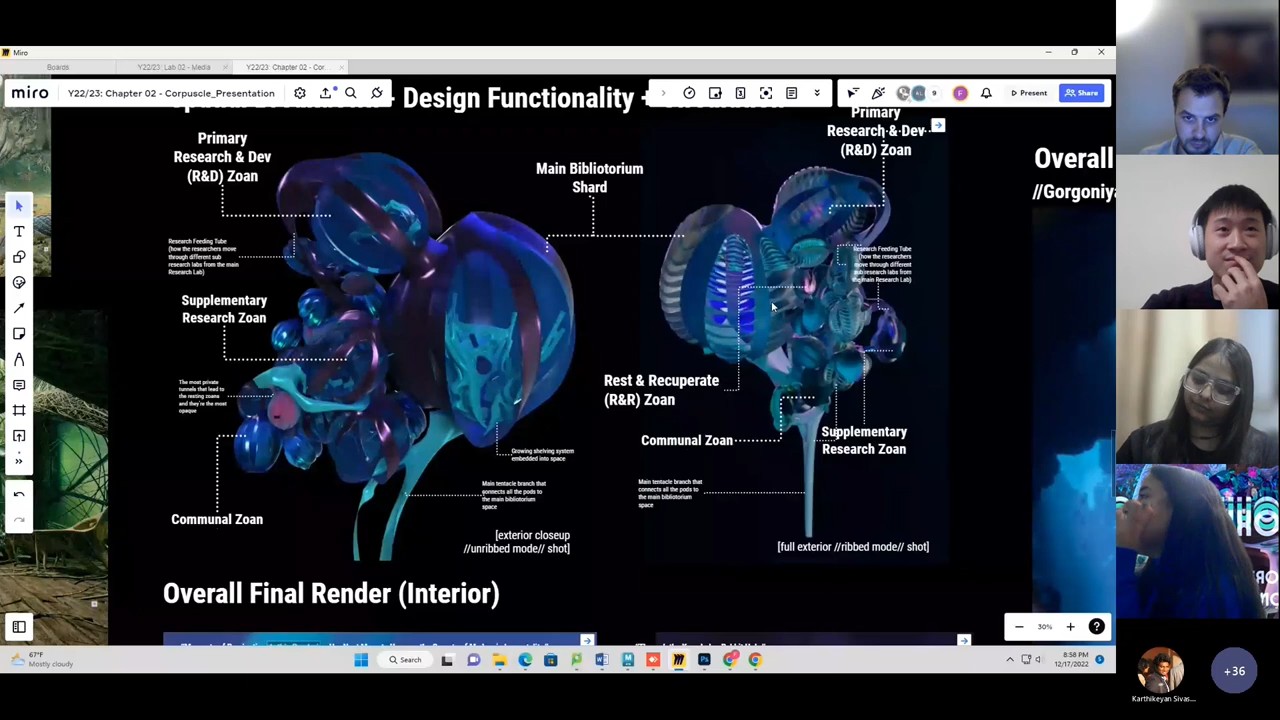 Miro
Boards
Y22/23: Lab 02 - Media
Y22/23: Chapter 02 - Cor...
miro
Y22/23: Chapter 02 - Corpuscle_Presentation
9
F
Present
Share
- Design Functionality +
Primary
Research & Dev
(R&D) Zoan
Research Feeding Tube
(how the researchers
move through different
sub research labs from
the main
Research Lab)
Supplementary
Research Zoan
The most private
tunnels that lead to
the resting zoans
and they're the most
opaque
Communal Zoan
Main Bibliotorium
Shard
Growing shelving system
embedded into space
Main tentacle branch that
connects all the pods to
the main bibliotorium
space
[exterior closeup
//unribbed mode// shot]
Primary
Research & Dev
(R&D) Zoan
Research Feeding Tube
(how the researchers
move through different
sub research labs from
the main Research Lab)
Rest & Recuperate
(R&R) Zoan
Communal Zoan
Supplementary
Research Zoan
Main tentacle branch that
connects all the pods to
the main bibliotorium
space
[full exterior //ribbed mode// shot]
Overall
//Gorgoniya
Overall Final Render (Interior)
30%
67°F
Mostly cloudy
Search
8:58 PM
12/17/2022
Karthikeyan Sivas...
+36